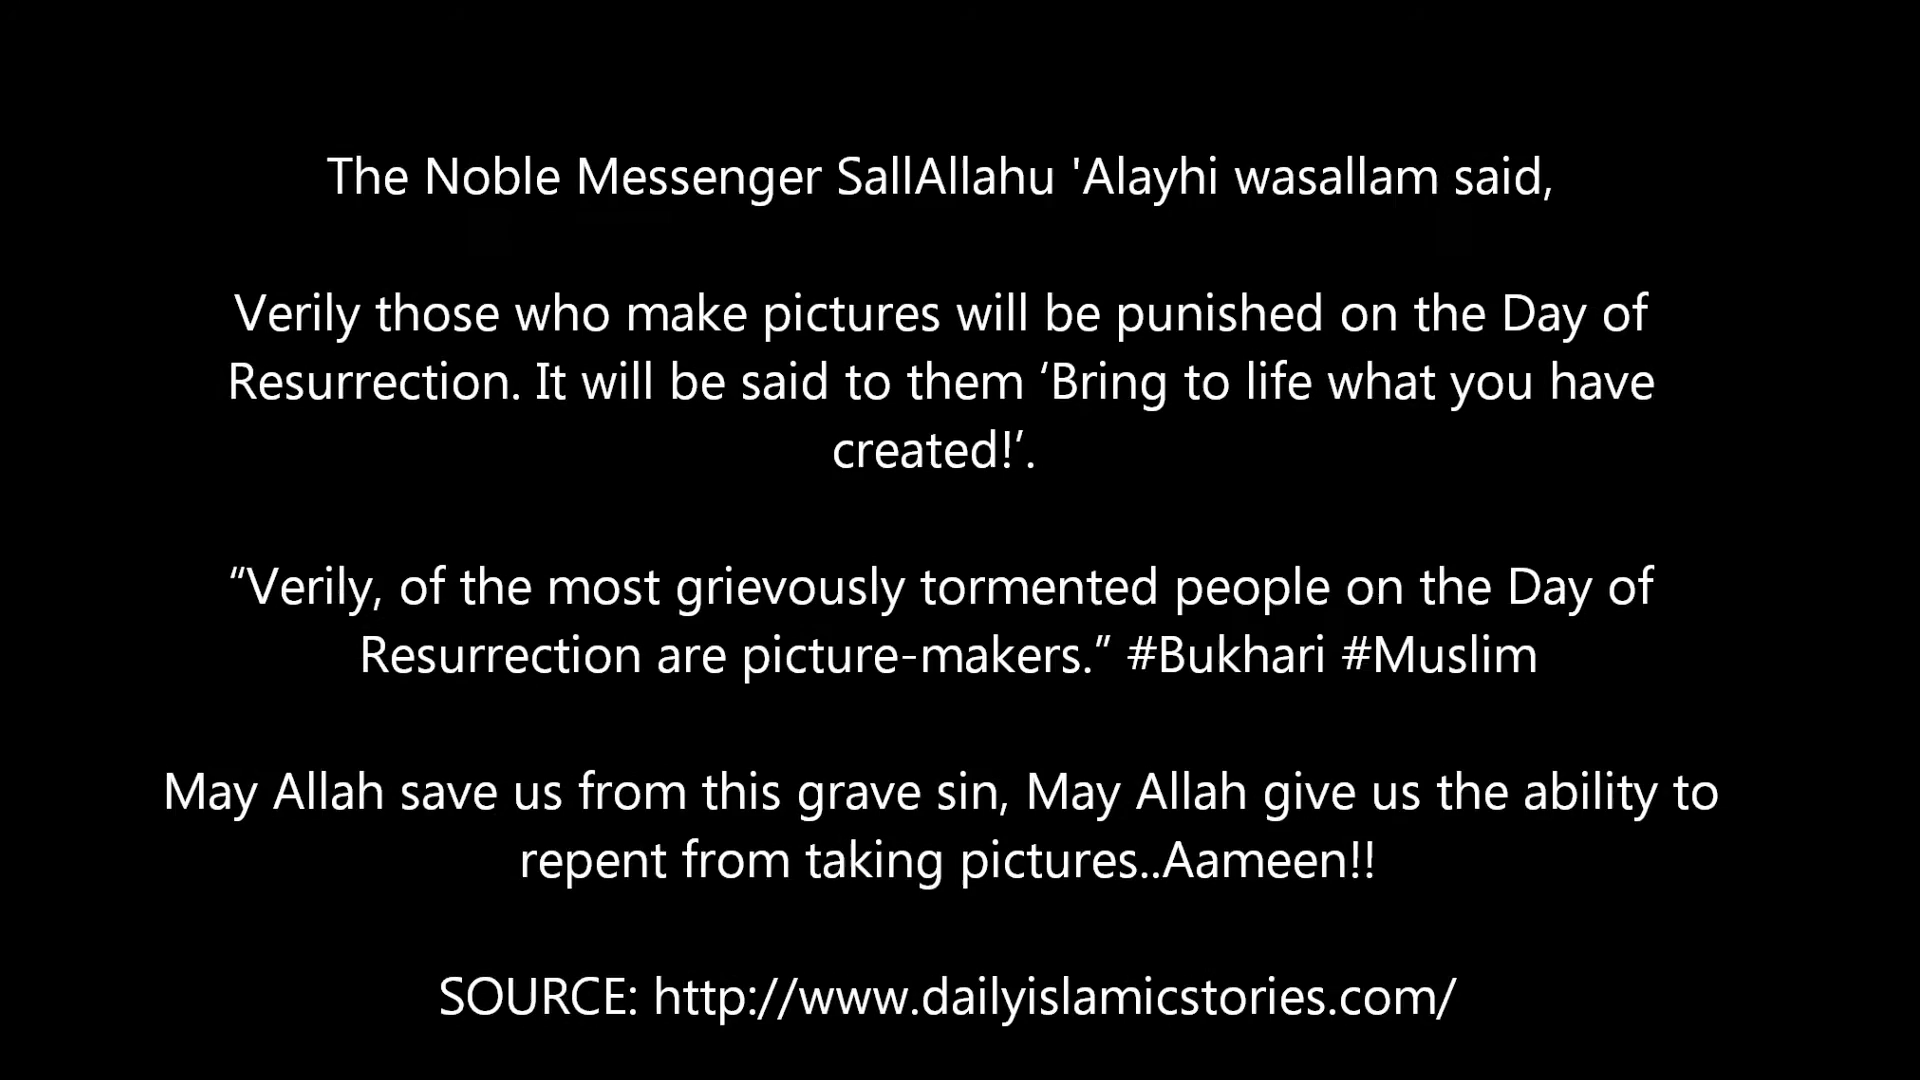 The Noble Messenger SallAllahu 'Alayhi wasallam said,
Verily those who make pictures will be punished on the Day of
Resurrection. It will be said to them ‘Bring to life what you have
created!’.
“Verily, of the most grievously tormented people on the Day of
Resurrection are picture-makers.” #Bukhari #Muslim
May Allah save us from this grave sin, May Allah give us the ability to
repent from taking pictures..Aameen!!
SOURCE: http://www.dailyislamicstories.com/